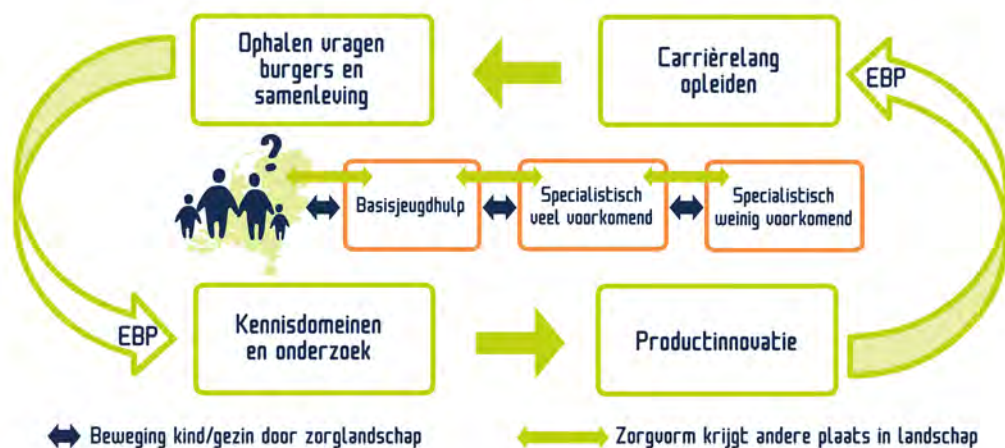 Ophalen vragen
burgers en
samenleving
Carrièrelang
opleiden
EBP
?
Basisjeugdhulp
Specialistisch
veel voorkomend
Specialistisch
weinig voorkomend
EBP
Kennisdomeinen
en onderzoek
Productinnovatie
Beweging kind/gezin door zorglandschap
Zorgvorm krijgt andere plaats in landschap